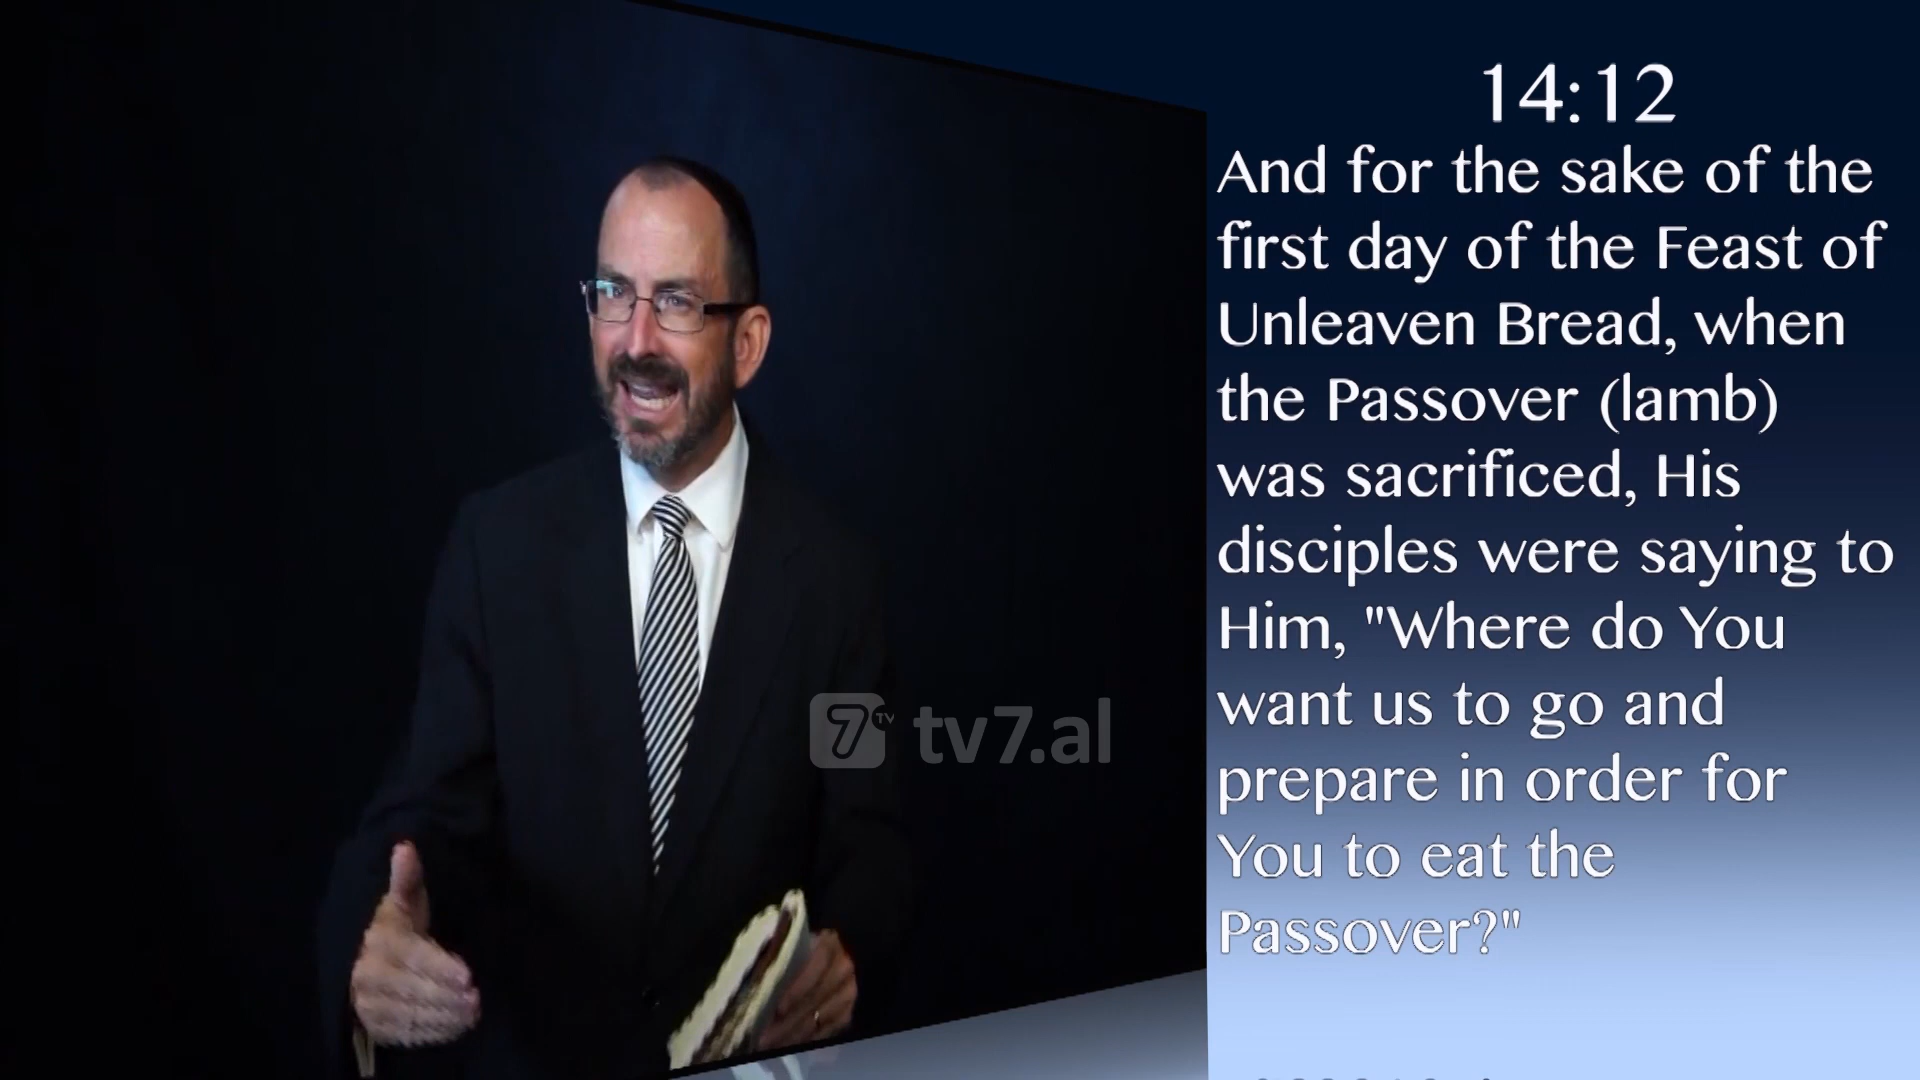 14:12
And for the sake of the
first day of the Feast of
Unleaven Bread, when
the Passover (lamb)
was sacrificed, His
disciples were saying to
Him, "Where do You
want us to go and
prepare in order for
You to eat the
Passover?"
7 TV tv7.al